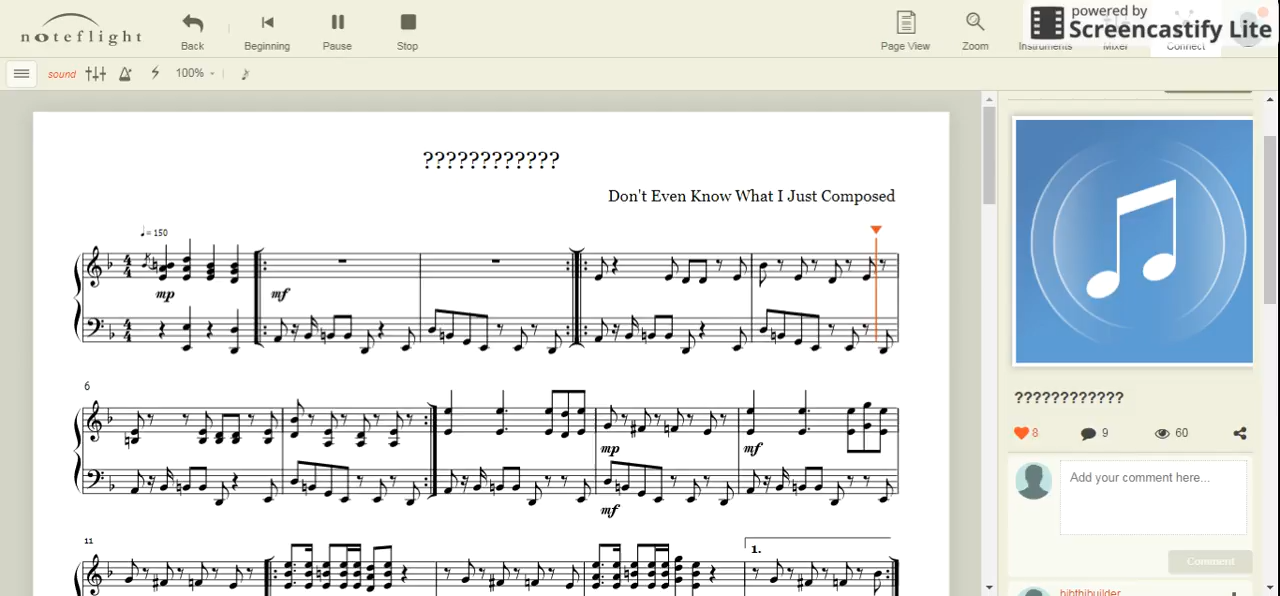 noteflight
Back
Beginning
Pause
Stop
Page View
Zoom
Instruments
Mixer
Connect
powered by
Screencastify Lite
sound
100%
????????????
Don't Even Know What I Just Composed
♩ = 150
mp
mf
6
mp
mf
mf
11
1.
????????????
8
9
60
Add your comment here...
Comment
hibthibuilder